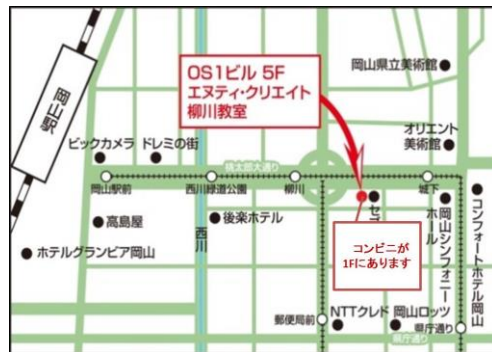 岡山駅
OS1ビル 5F
エヌティ・クリエイト
柳川教室
岡山県立美術館
オリエント
美術館
ビックカメラ
ドレミの街
桃太郎大通り
岡山駅前
西川緑道公園
柳川
城下
高島屋
後楽ホテル
西川
ホテルグランビア岡山
コンビニが
1Fにあります
岡山シンフォニー
ホール
コンフォートホテル岡山
郵便局前
NTTクレド
岡山ロッツ
県庁通り
県庁通り